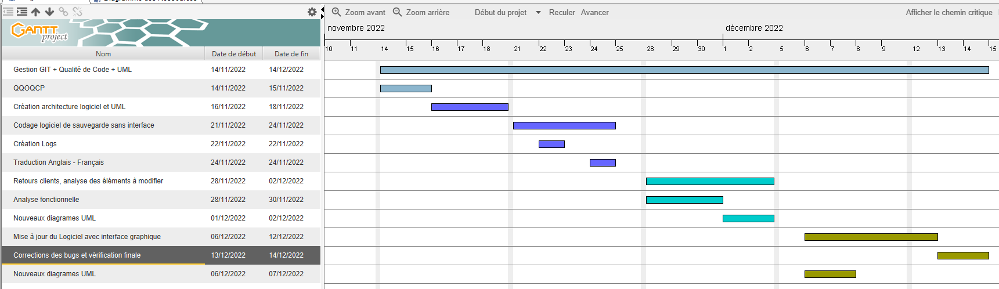 Zoom avant Zoom arrière Début du projet Reculer Avancer Afficher le chemin critique
GANTT project
novembre 2022 décembre 2022
10 11 14 15 16 17 18 21 22 23 24 25 28 29 30 1 2 5 6 7 8 9 12 13 14 15
Nom Date de début Date de fin
Gestion GIT + Qualité de Code + UML 14/11/2022 14/12/2022
QQOQCP 14/11/2022 15/11/2022
Création architecture logiciel et UML 16/11/2022 18/11/2022
Codage logiciel de sauvegarde sans interface 21/11/2022 24/11/2022
Création Logs 22/11/2022 22/11/2022
Traduction Anglais - Français 24/11/2022 24/11/2022
Retours clients, analyse des éléments à modifier 28/11/2022 02/12/2022
Analyse fonctionnelle 28/11/2022 30/11/2022
Nouveaux diagrames UML 01/12/2022 02/12/2022
Mise à jour du Logiciel avec interface graphique 06/12/2022 12/12/2022
Corrections des bugs et vérification finale 13/12/2022 14/12/2022
Nouveaux diagrames UML 06/12/2022 07/12/2022